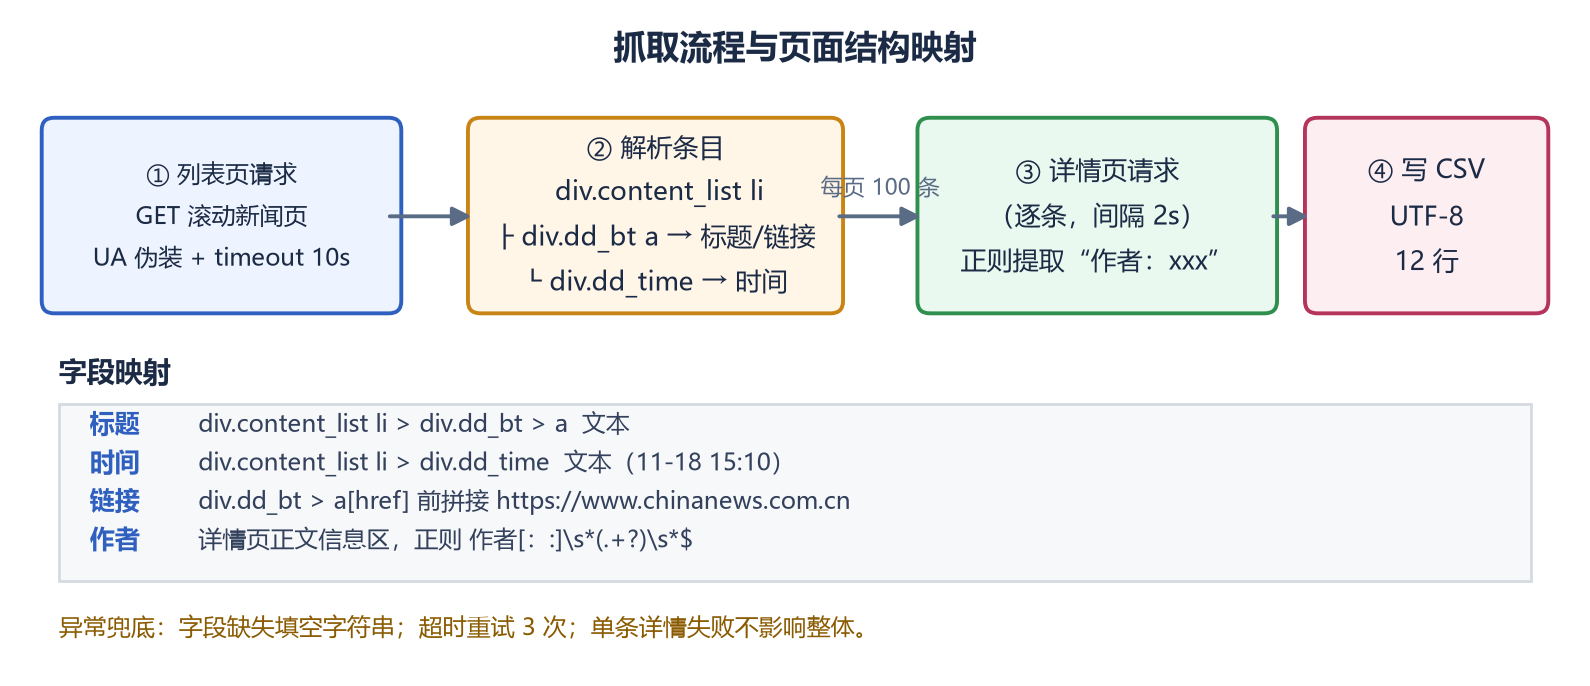 抓取流程与页面结构映射
① 列表页请求
GET 滚动新闻页
UA 伪装 + timeout 10s
② 解析条目
div.content_list li
├ div.dd_bt a → 标题/链接
└ div.dd_time → 时间
每页 100 条
③ 详情页请求
（逐条，间隔 2s）
正则提取“作者：xxx”
④ 写 CSV
UTF-8
12 行
字段映射
标题 div.content_list li > div.dd_bt > a 文本
时间 div.content_list li > div.dd_time 文本（11-18 15:10）
链接 div.dd_bt > a[href] 前拼接 https://www.chinanews.com.cn
作者 详情页正文信息区，正则 作者[：:]\s*(.+?)\s*$
异常兜底：字段缺失填空字符串；超时重试 3 次；单条详情失败不影响整体。